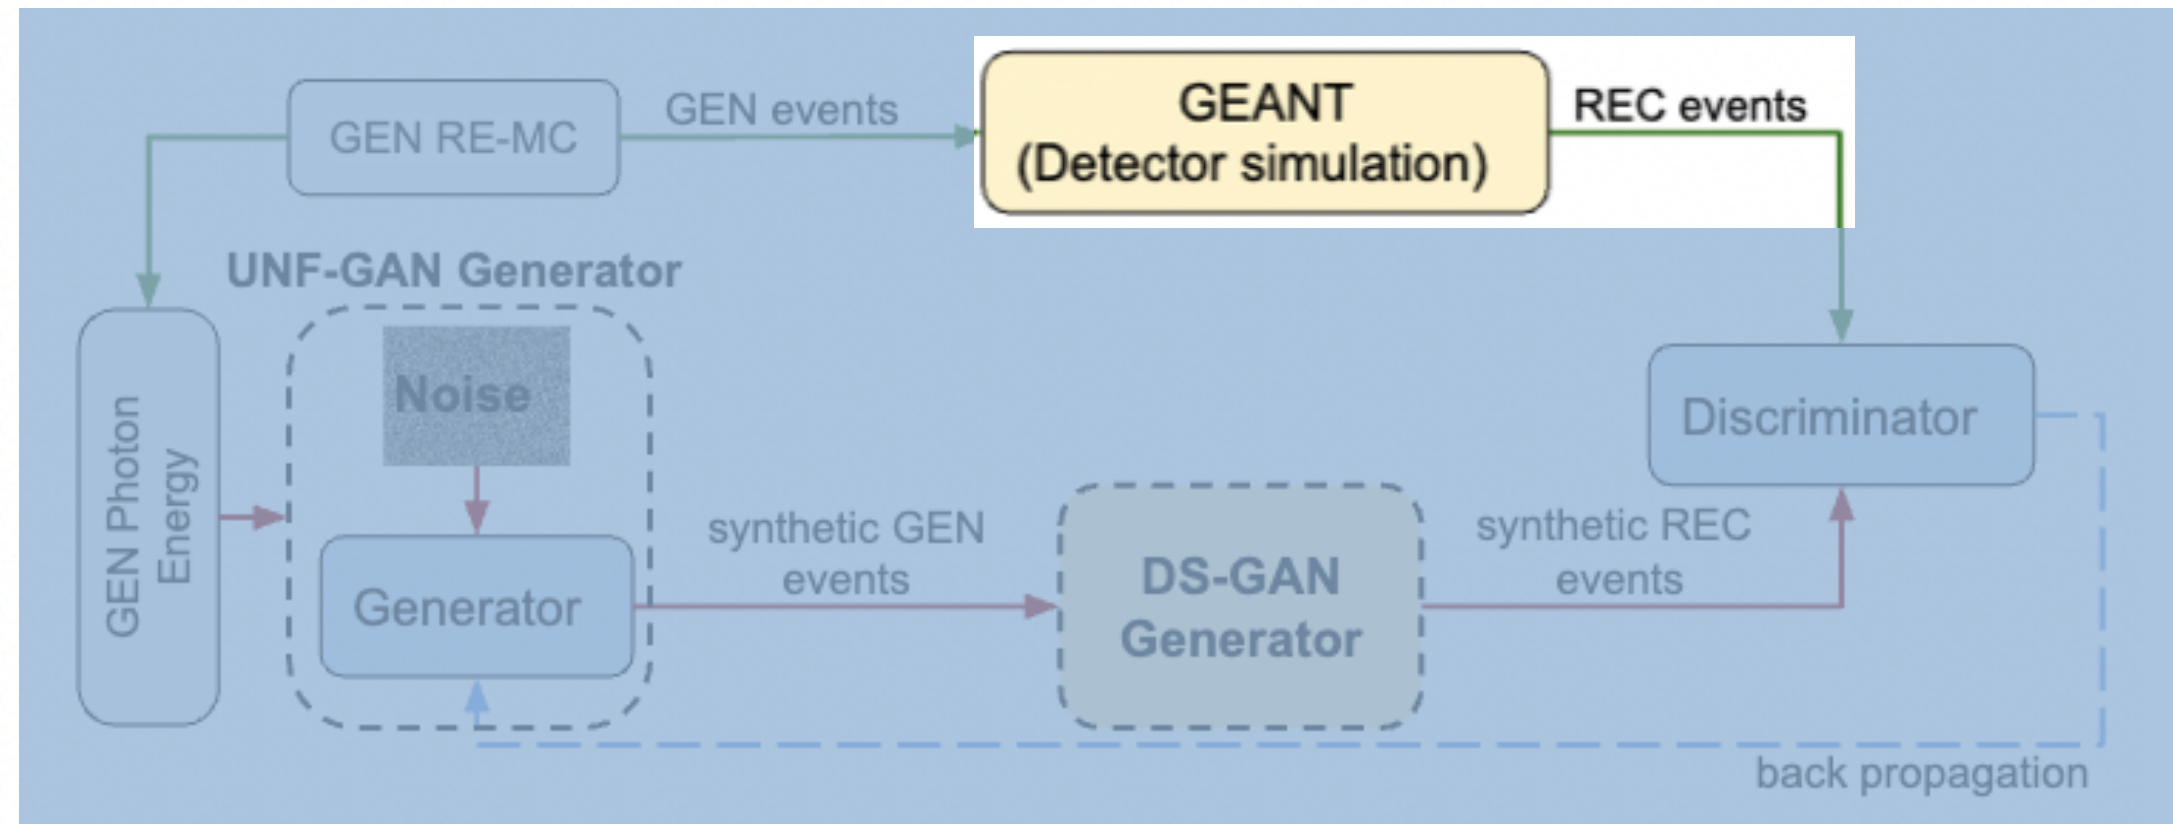 GEN RE-MC
GEN events
GEANT
(Detector simulation)
REC events
UNF-GAN Generator
GEN Photon
Energy
Noise
Generator
synthetic GEN
events
DS-GAN
Generator
synthetic REC
events
Discriminator
back propagation